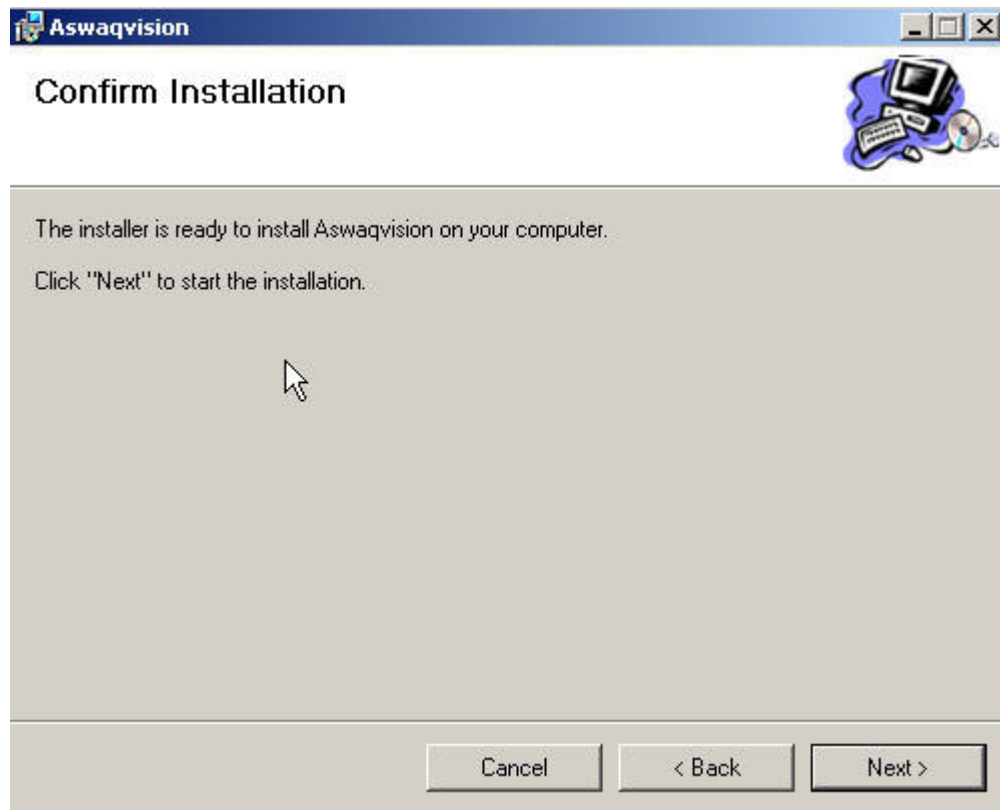 Aswaqvision
Confirm Installation
The installer is ready to install Aswaqvision on your computer.
Click "Next" to start the installation.
Cancel
< Back
Next >